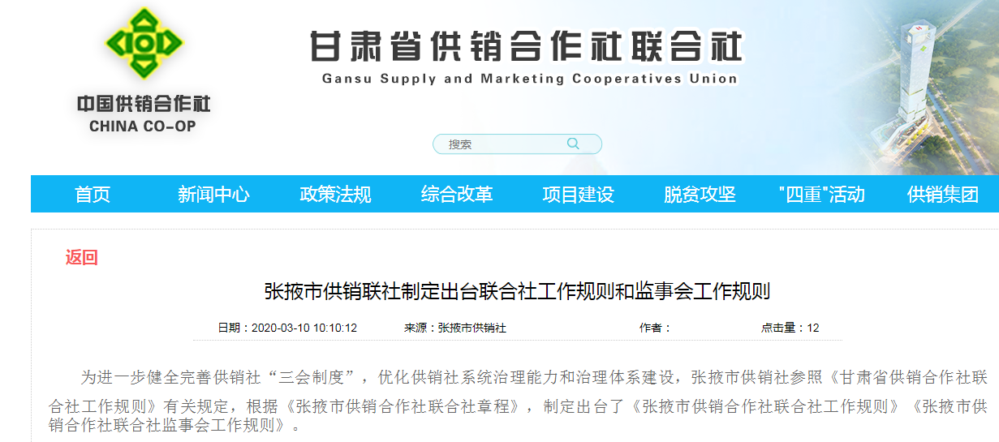 甘肃省供销合作社联合社
Gansu Supply and Marketing Cooperatives Union
中国供销合作社
CHINA CO-OP
搜索
首页 新闻中心 政策法规 综合改革 项目建设 脱贫攻坚 "四重"活动 供销集团
返回
张掖市供销联社制定出台联合社工作规则和监事会工作规则
日期：2020-03-10 10:10:12 来源：张掖市供销社 作者： 点击量：12
为进一步健全完善供销社“三会制度”，优化供销社系统治理能力和治理体系建设，张掖市供销社参照《甘肃省供销合作社联
合社工作规则》有关规定，根据《张掖市供销合作社联合社章程》，制定出台了《张掖市供销合作社联合社工作规则》《张掖市供
销合作社联合社监事会工作规则》。